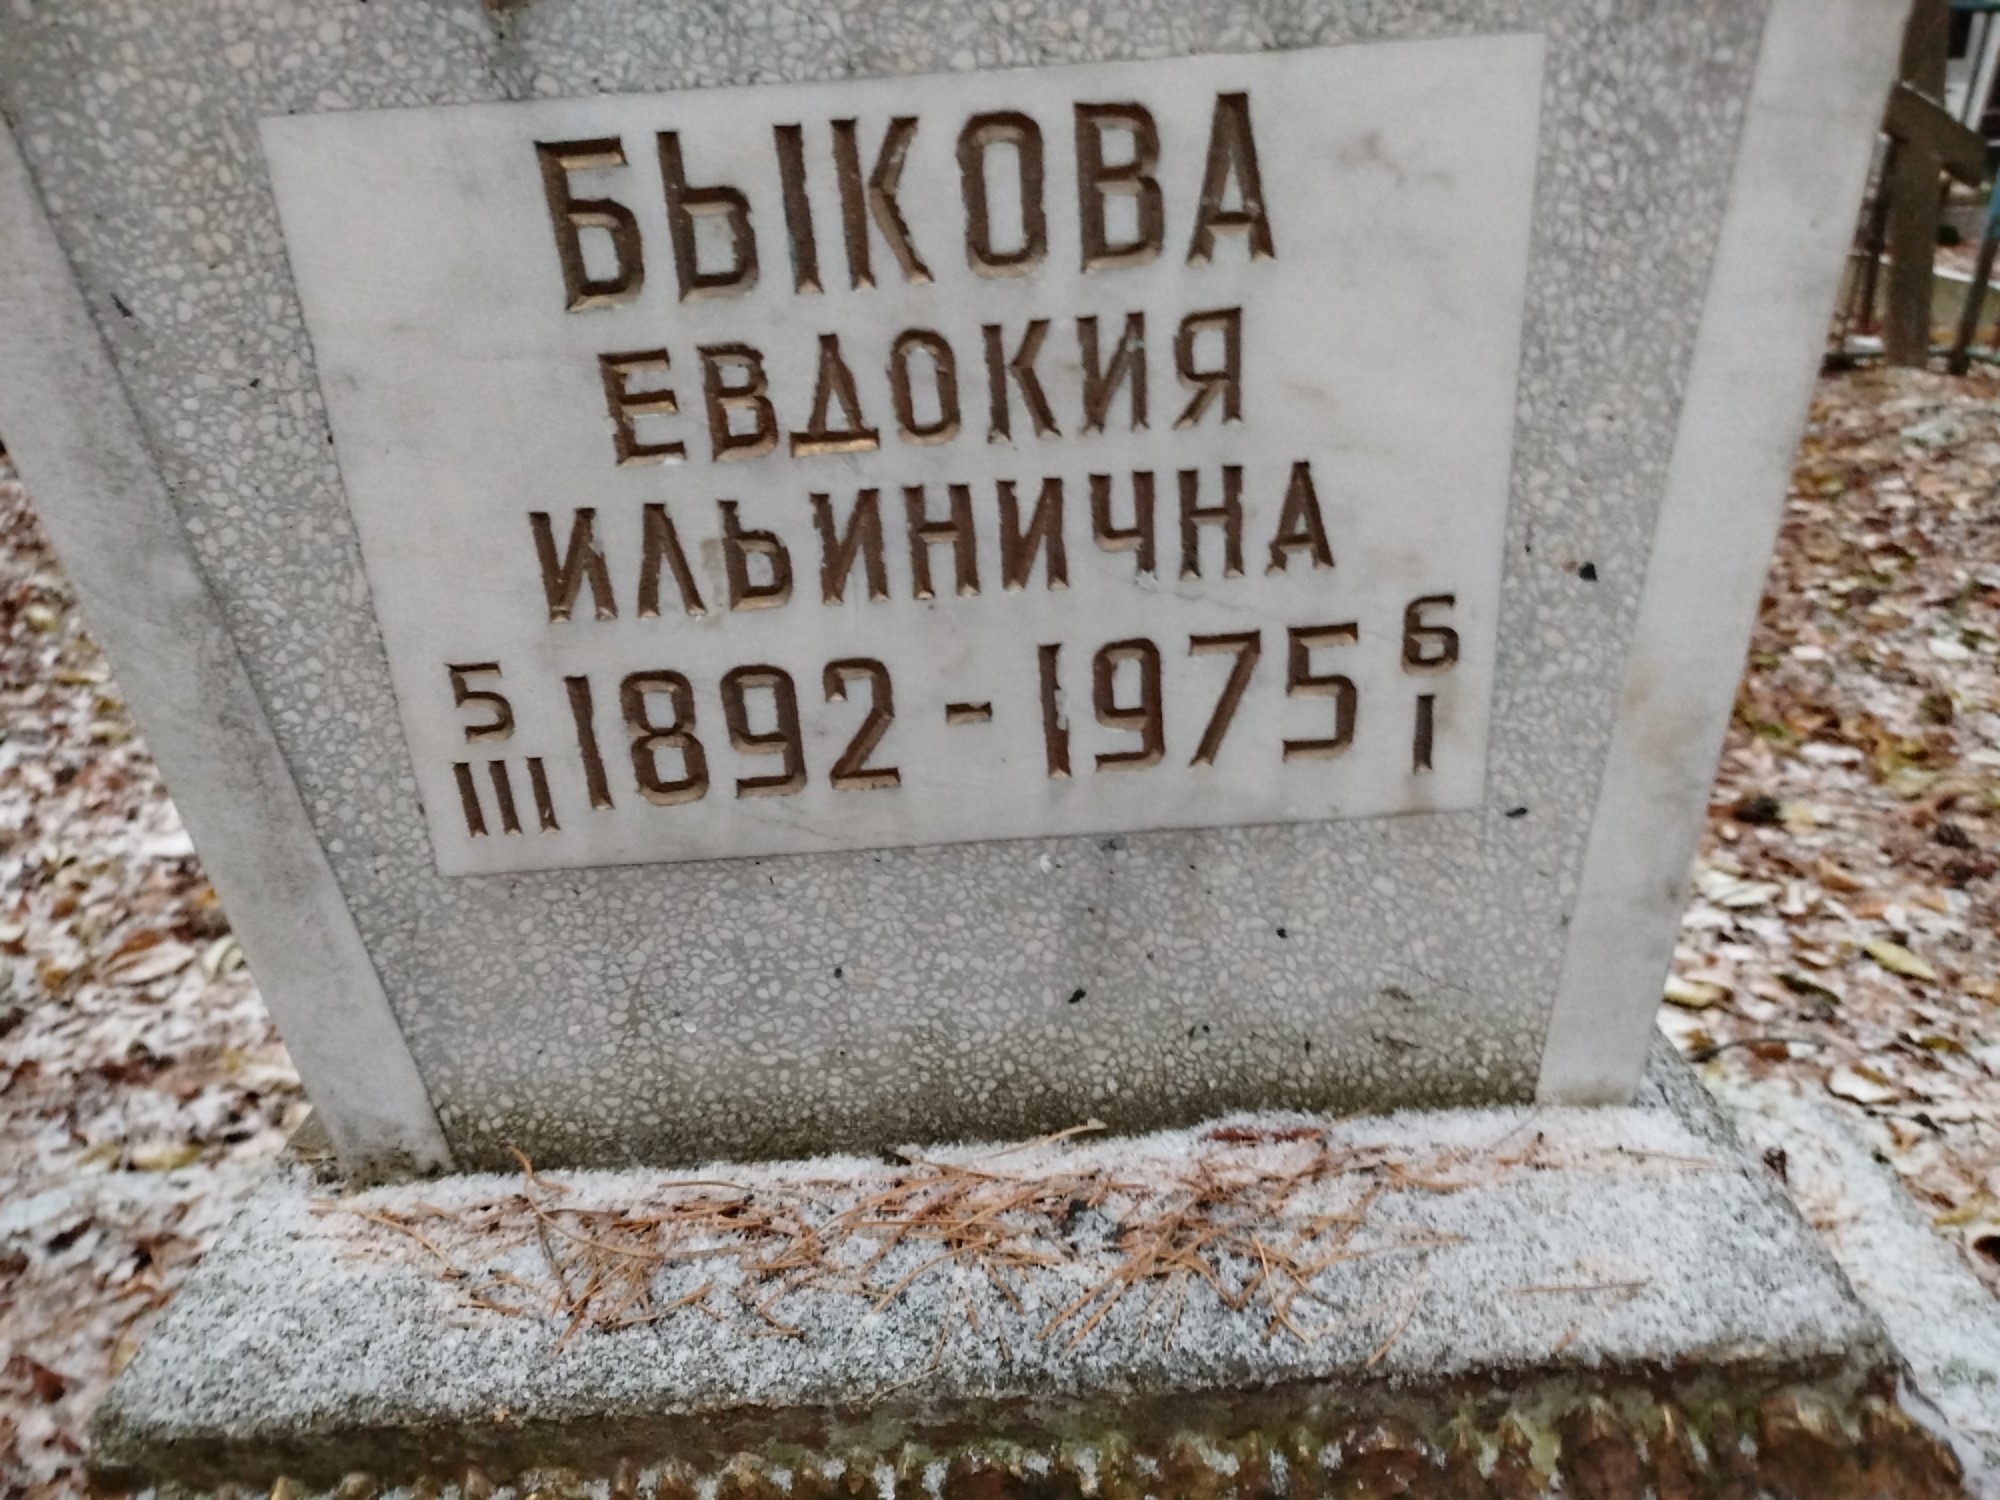 БЫКОВА
ЕВДОКИЯ
ИЛЬИНИЧНА
5/III 1892 - 1975 6/I